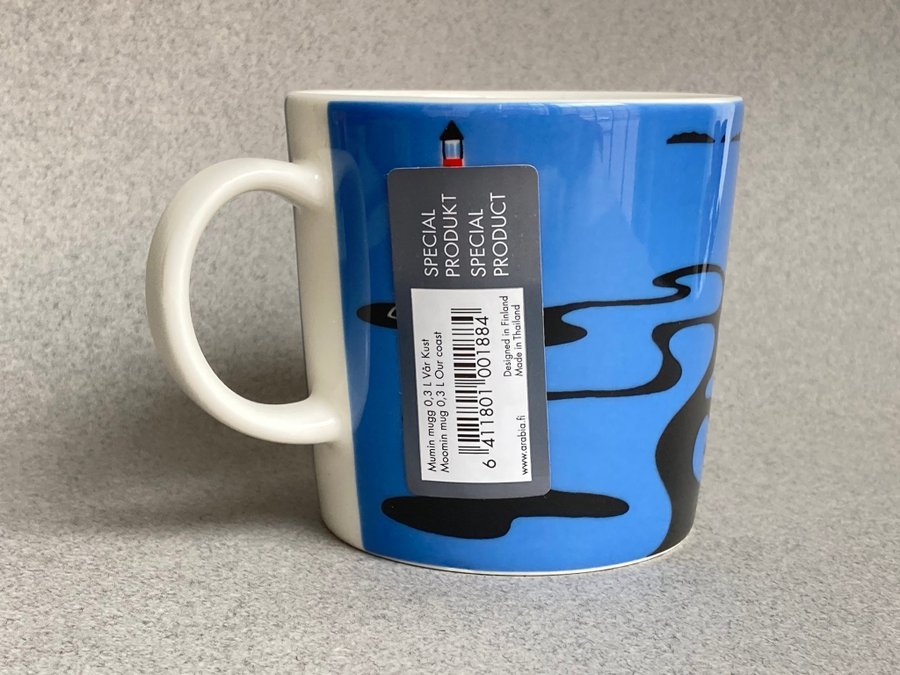 SPECIAL
PRODUKT
SPECIAL
PRODUCT
Mumin mugg 0,3 L Vår Kust
Moomin mug 0,3 L Our coast
6 411801 001884
Designed in Finland
Made in Thailand
www.arabia.fi